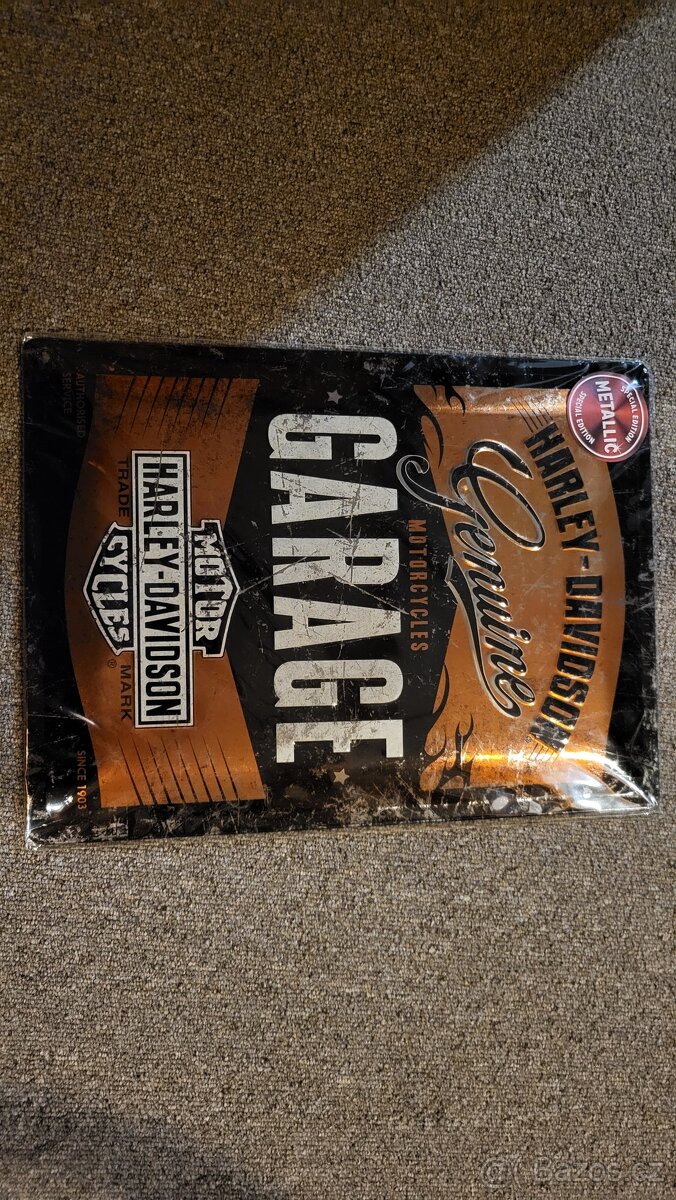 HARLEY-DAVIDSON
Genuine
MOTORCYCLES
GARAGE
MOTOR
HARLEY-DAVIDSON
CYCLES
TRADE ® MARK
AUTHORISED
SERVICE
SINCE 1903
SPECIAL EDITION
METALLIC
SPECIAL EDITION
© Bazos.cz